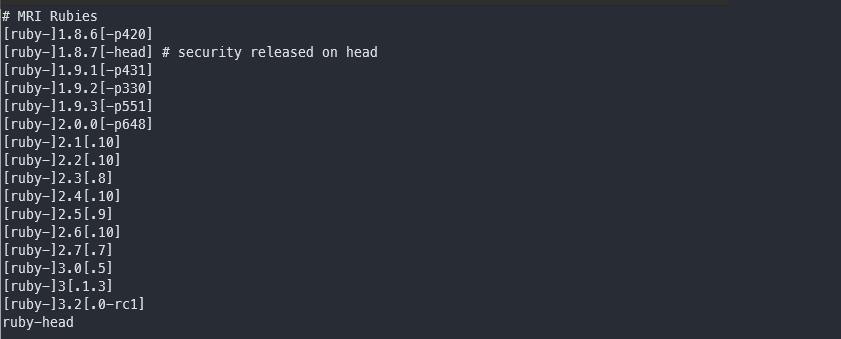 # MRI Rubies
[ruby-]1.8.6[-p420]
[ruby-]1.8.7[-head] # security released on head
[ruby-]1.9.1[-p431]
[ruby-]1.9.2[-p330]
[ruby-]1.9.3[-p551]
[ruby-]2.0.0[-p648]
[ruby-]2.1[.10]
[ruby-]2.2[.10]
[ruby-]2.3[.8]
[ruby-]2.4[.10]
[ruby-]2.5[.9]
[ruby-]2.6[.10]
[ruby-]2.7[.7]
[ruby-]3.0[.5]
[ruby-]3[.1.3]
[ruby-]3.2[.0-rc1]
ruby-head